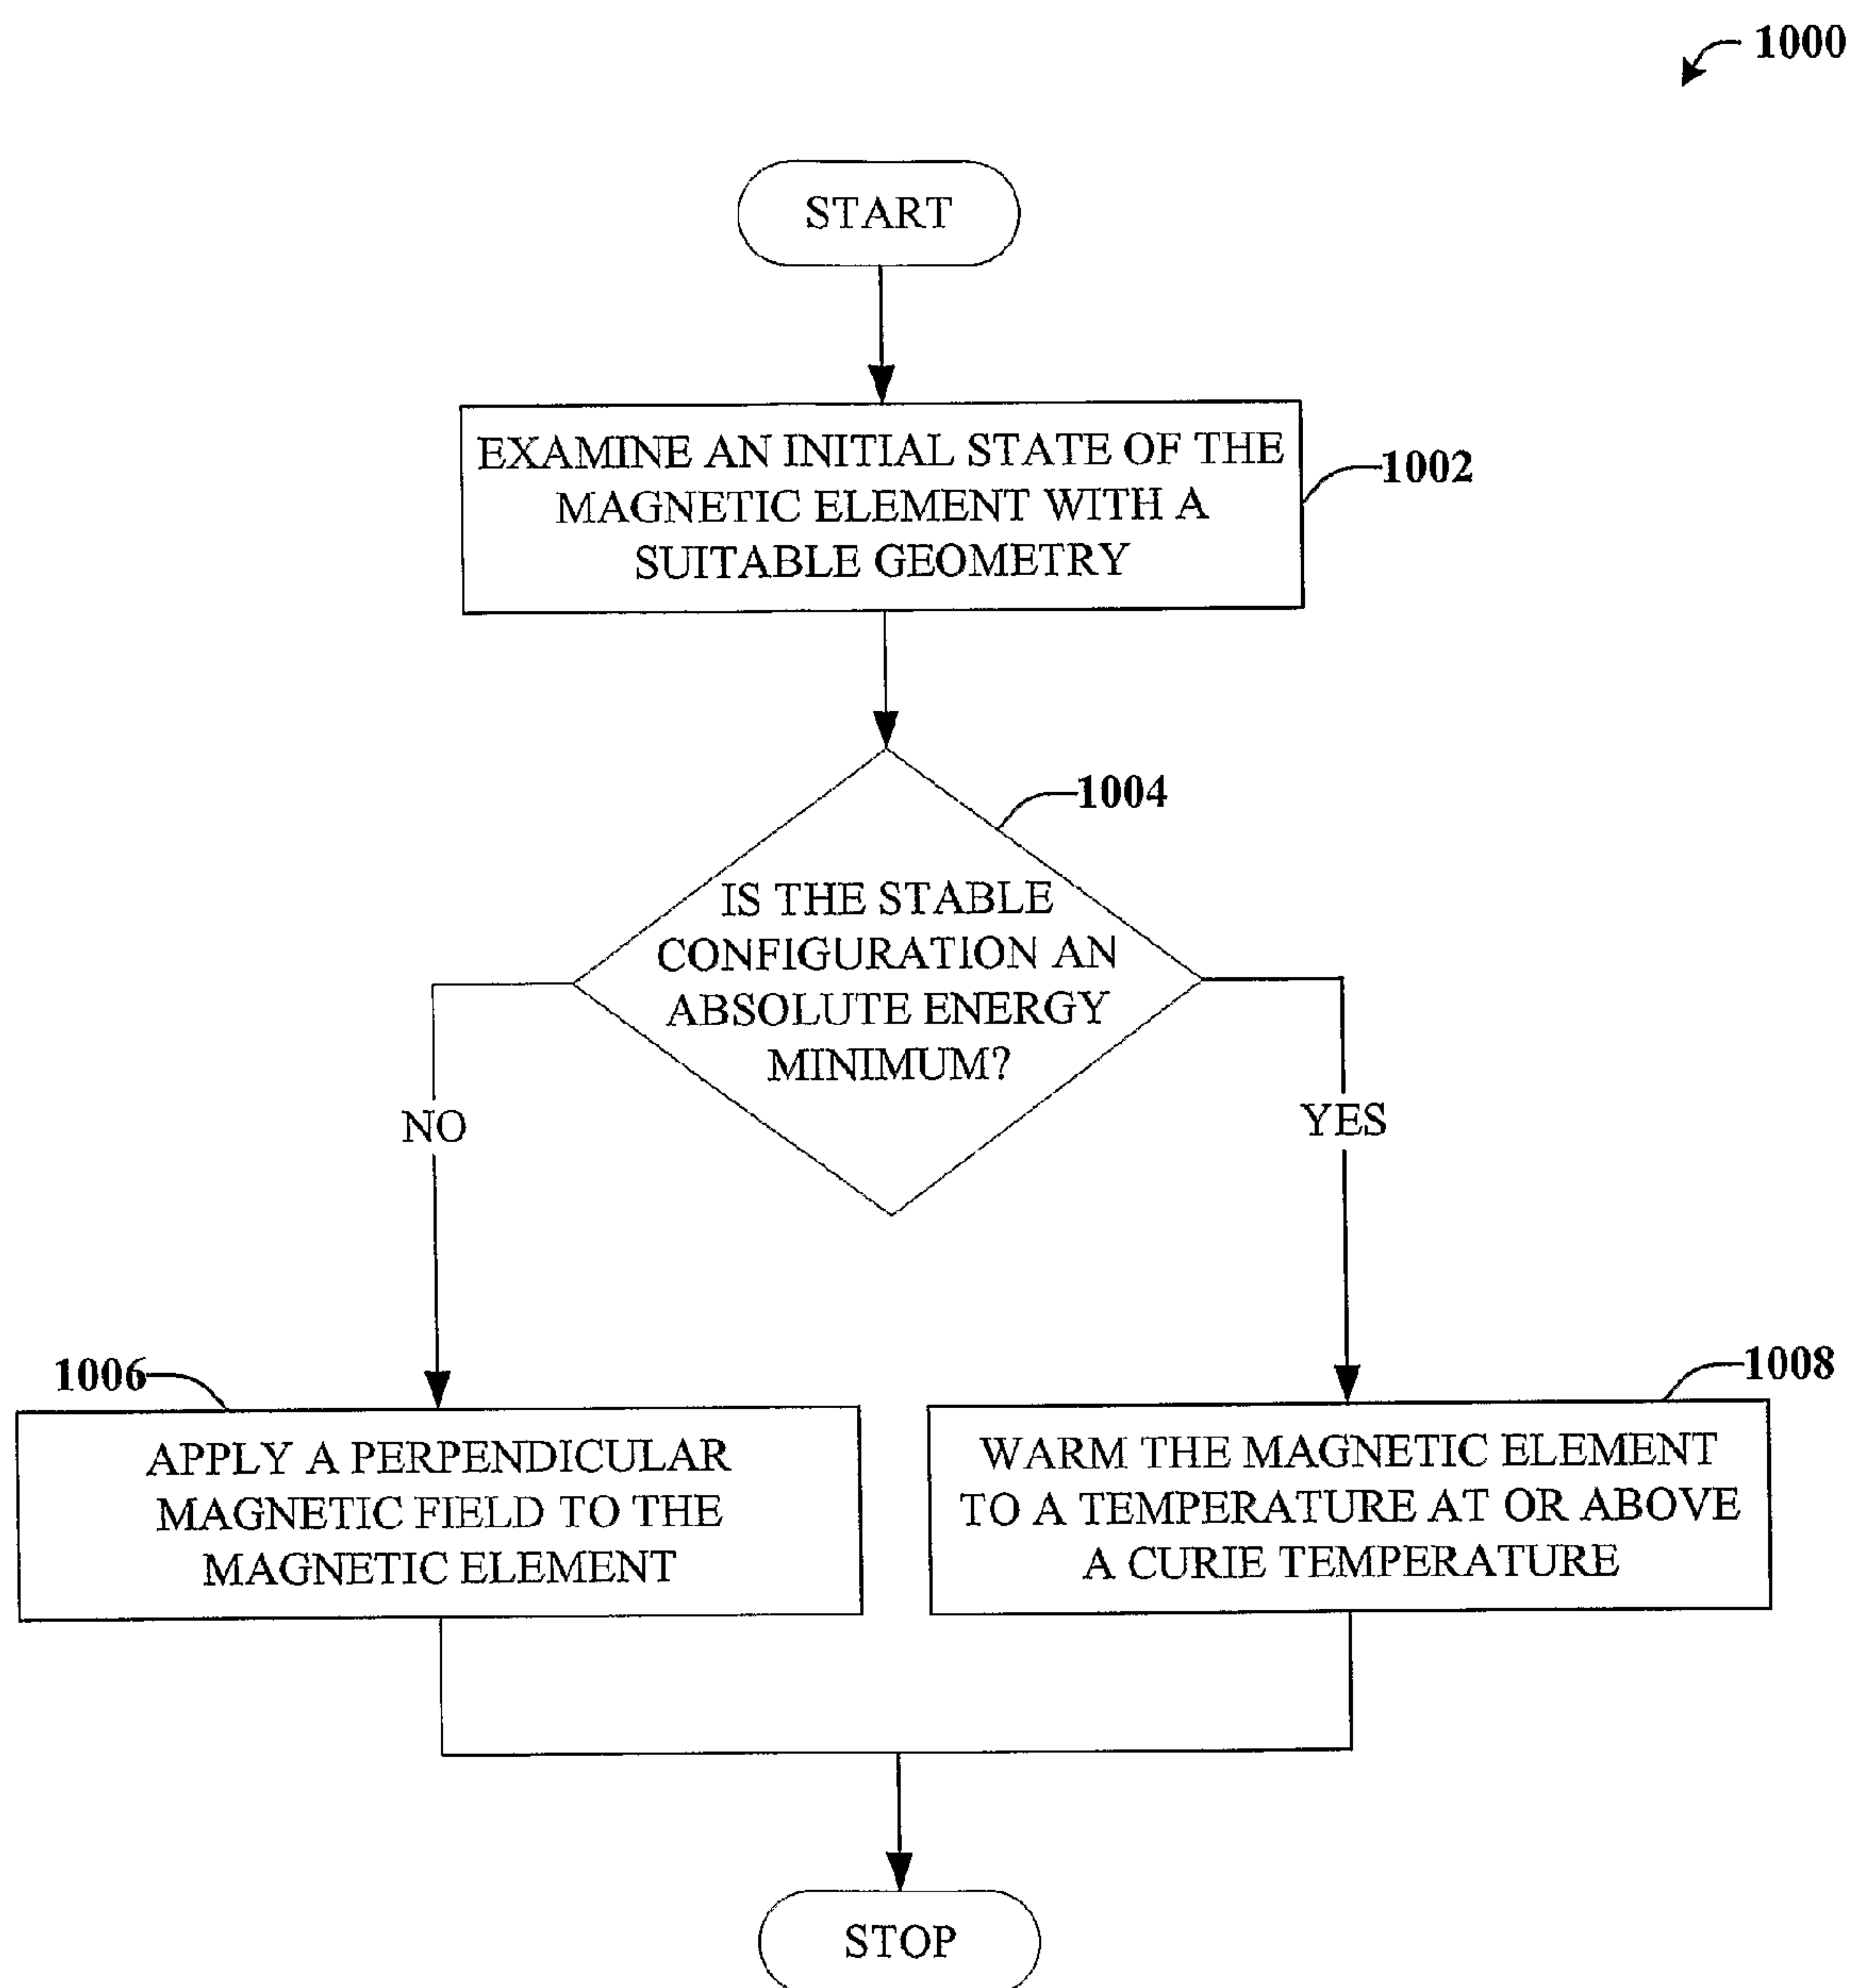 1000
START
EXAMINE AN INITIAL STATE OF THE
MAGNETIC ELEMENT WITH A
SUITABLE GEOMETRY
1002
1004
IS THE STABLE
CONFIGURATION AN
ABSOLUTE ENERGY
MINIMUM?
NO
YES
1006
1008
APPLY A PERPENDICULAR
MAGNETIC FIELD TO THE
MAGNETIC ELEMENT
WARM THE MAGNETIC ELEMENT
TO A TEMPERATURE AT OR ABOVE
A CURIE TEMPERATURE
STOP